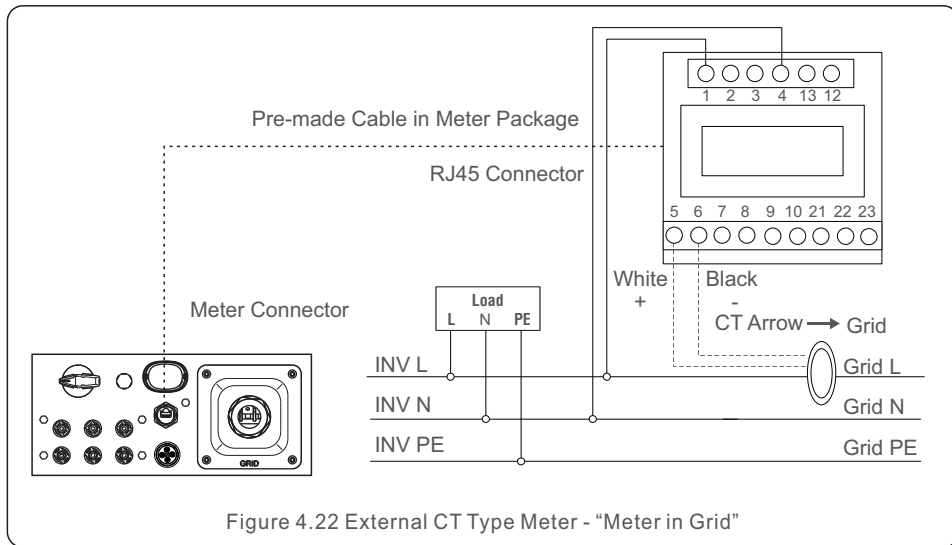 1 2 3 4 13 12
Pre-made Cable in Meter Package
RJ45 Connector
5 6 7 8 9 10 21 22 23
White Black
+ -
CT Arrow Grid
Meter Connector
Load
L N PE
INV L Grid L
INV N Grid N
INV PE Grid PE
GRID
Figure 4.22 External CT Type Meter - “Meter in Grid”